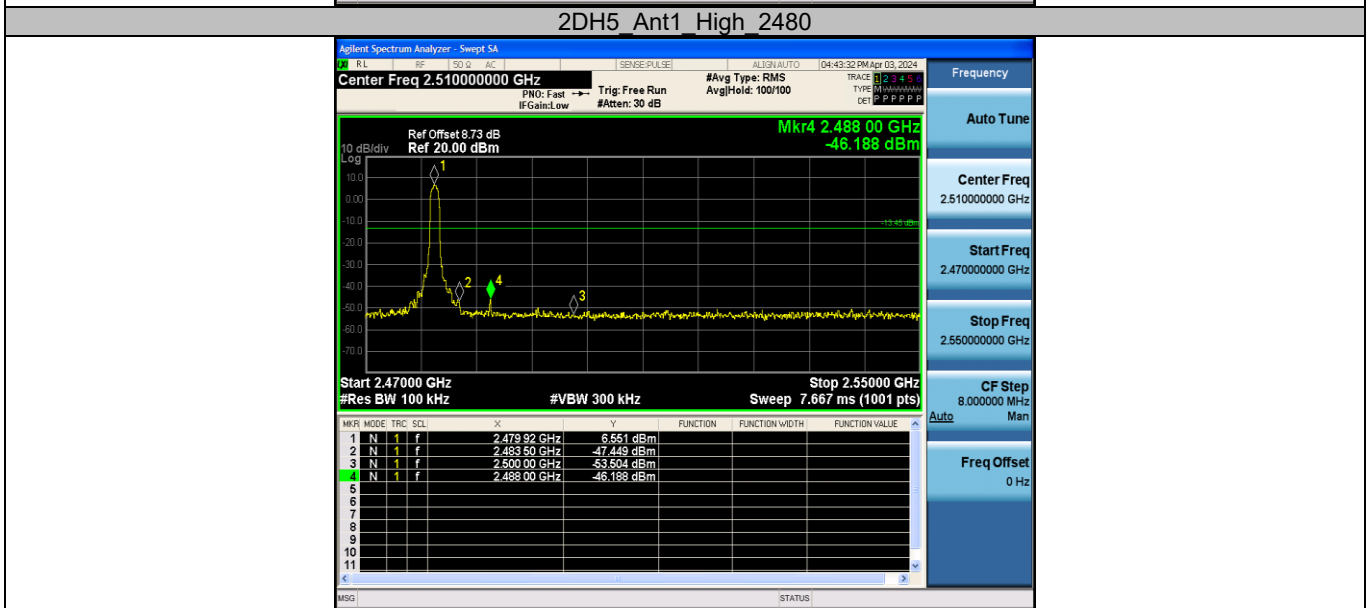 2DH5_Ant1_High_2480
Agilent Spectrum Analyzer - Swept SA
RL RF 50 Ω AC SENSE:PULSE ALIGN AUTO 04:43:32 PM Apr 03, 2024
Center Freq 2.510000000 GHz
PNO: Fast Trig: Free Run
IFGain:Low #Atten: 30 dB
#Avg Type: RMS
Avg|Hold: 100/100
TRACE 1 2 3 4 5 6
TYPE M
DET P P P P P P
Frequency
Auto Tune
Center Freq
2.510000000 GHz
Start Freq
2.470000000 GHz
Stop Freq
2.550000000 GHz
CF Step
8.000000 MHz
Auto Man
Freq Offset
0 Hz
Mkr4 2.488 00 GHz
-46.188 dBm
Ref Offset 8.73 dB
10 dB/div Ref 20.00 dBm
Log
10.0
0.00
-10.0
-20.0
-30.0
-40.0
-50.0
-60.0
-70.0
-13.45 dBm
1
2
4
3
Start 2.47000 GHz Stop 2.55000 GHz
#Res BW 100 kHz #VBW 300 kHz Sweep 7.667 ms (1001 pts)
MKR MODE TRC SCL X Y FUNCTION FUNCTION WIDTH FUNCTION VALUE
1 N 1 f 2.479 92 GHz 6.551 dBm
2 N 1 f 2.483 50 GHz -47.449 dBm
3 N 1 f 2.500 00 GHz -53.504 dBm
4 N 1 f 2.488 00 GHz -46.188 dBm
5
6
7
8
9
10
11
MSG STATUS